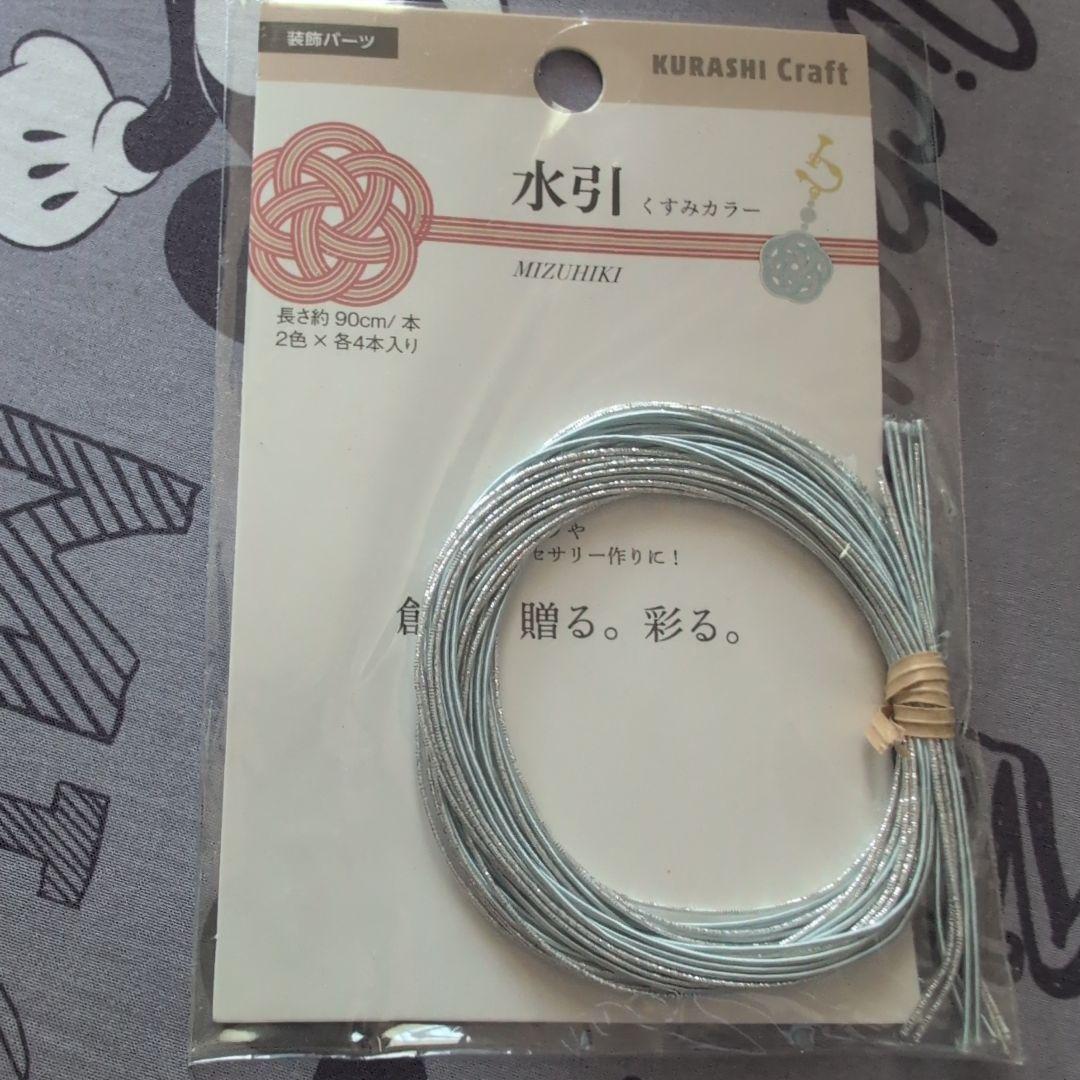 装飾パーツ
KURASHI Craft
水引 くすみカラー
MIZUHIKI
長さ約 90cm/ 本
2色 × 各4本入り
や
セサリー作りに!
創 贈る。彩る。